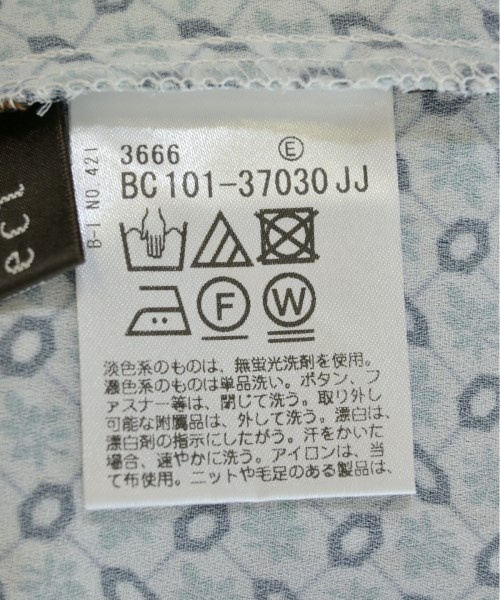 B-I NO.421
3666 Ⓔ
BC101-37030JJ
F W
淡色系のものは、無蛍光洗剤を使用。
濃色系のものは単品洗い。ボタン、フ
ァスナー等は、閉じて洗う。取り外し
可能な附属品は、外して洗う。漂白は、
漂白剤の指示にしたがう。汗をかいた
場合、速やかに洗う。アイロンは、当
て布使用。ニットや毛足のある製品は、